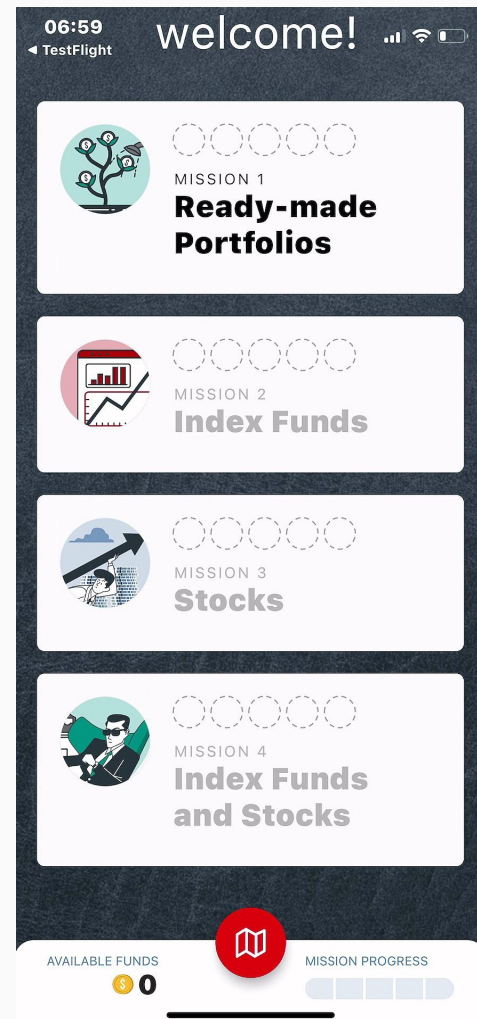 06:59
◀ TestFlight
welcome!
MISSION 1
Ready-made
Portfolios
MISSION 2
Index Funds
MISSION 3
Stocks
MISSION 4
Index Funds
and Stocks
AVAILABLE FUNDS
0
MISSION PROGRESS